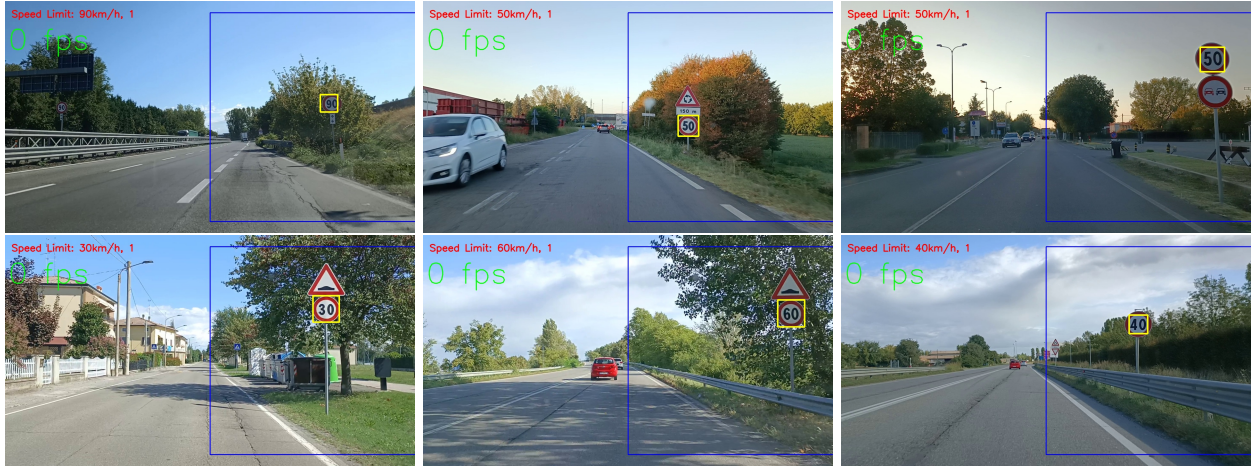 Speed Limit: 90km/h, 1
0 fps
90
Speed Limit: 50km/h, 1
0 fps
150 m
50
Speed Limit: 50km/h, 1
0 fps
50
Speed Limit: 30km/h, 1
0 fps
30
Speed Limit: 60km/h, 1
0 fps
60
Speed Limit: 40km/h, 1
0 fps
40